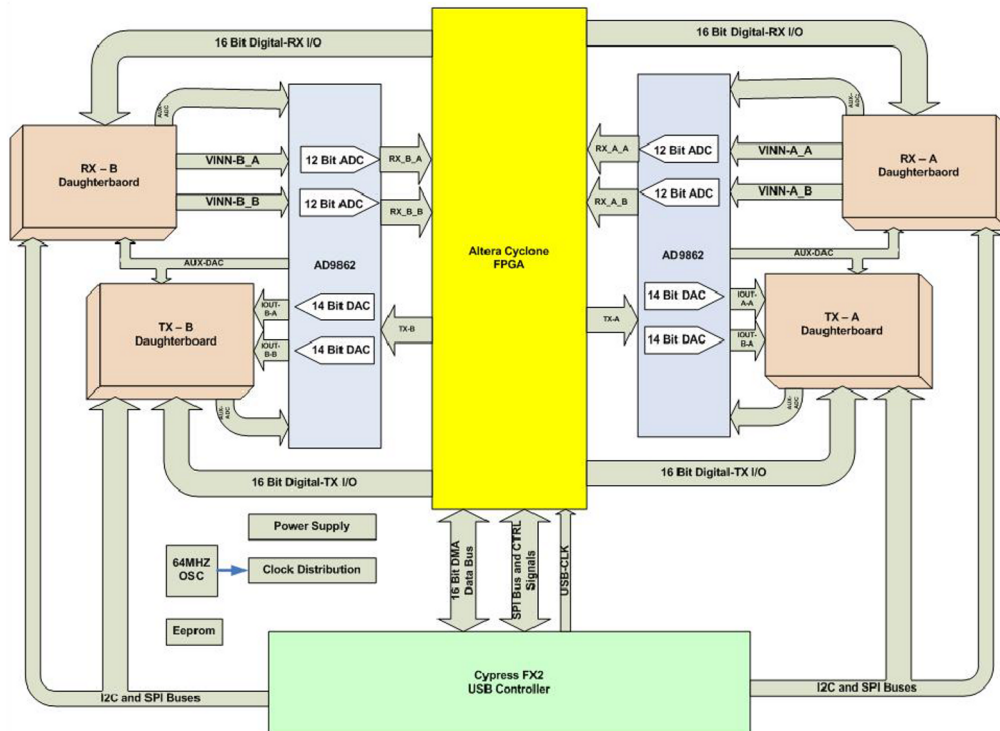 16 Bit Digital-RX I/O
16 Bit Digital-RX I/O
AUX-
ADC
AUX-
ADC
RX – B
Daughterbaord
VINN-B_A
VINN-B_B
12 Bit ADC
12 Bit ADC
RX_B_A
RX_B_B
AD9862
AUX-DAC
Altera Cyclone
FPGA
RX_A_A
RX_A_B
12 Bit ADC
12 Bit ADC
VINN-A_A
VINN-A_B
RX – A
Daughterbaord
AD9862
AUX-DAC
TX – B
Daughterboard
IOUT-
B-A
IOUT-
B-B
14 Bit DAC
14 Bit DAC
TX-B
TX-A
14 Bit DAC
14 Bit DAC
IOUT-
A-A
IOUT-
B-A
TX – A
Daughterboard
AUX-
ADC
AUX-
ADC
16 Bit Digital-TX I/O
16 Bit Digital-TX I/O
Power Supply
64MHZ
OSC
Clock Distribution
Eeprom
16 Bit DMA
Data Bus
SPI Bus and CTRL
Signals
USB-CLK
Cypress FX2
USB Controller
I2C and SPI Buses
I2C and SPI Buses